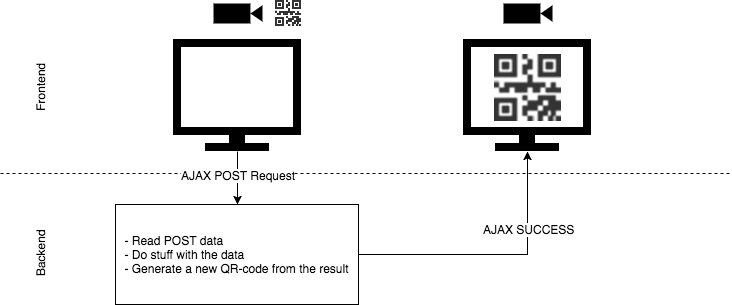 Frontend
AJAX POST Request
AJAX SUCCESS
Backend
- Read POST data
- Do stuff with the data
- Generate a new QR-code from the result